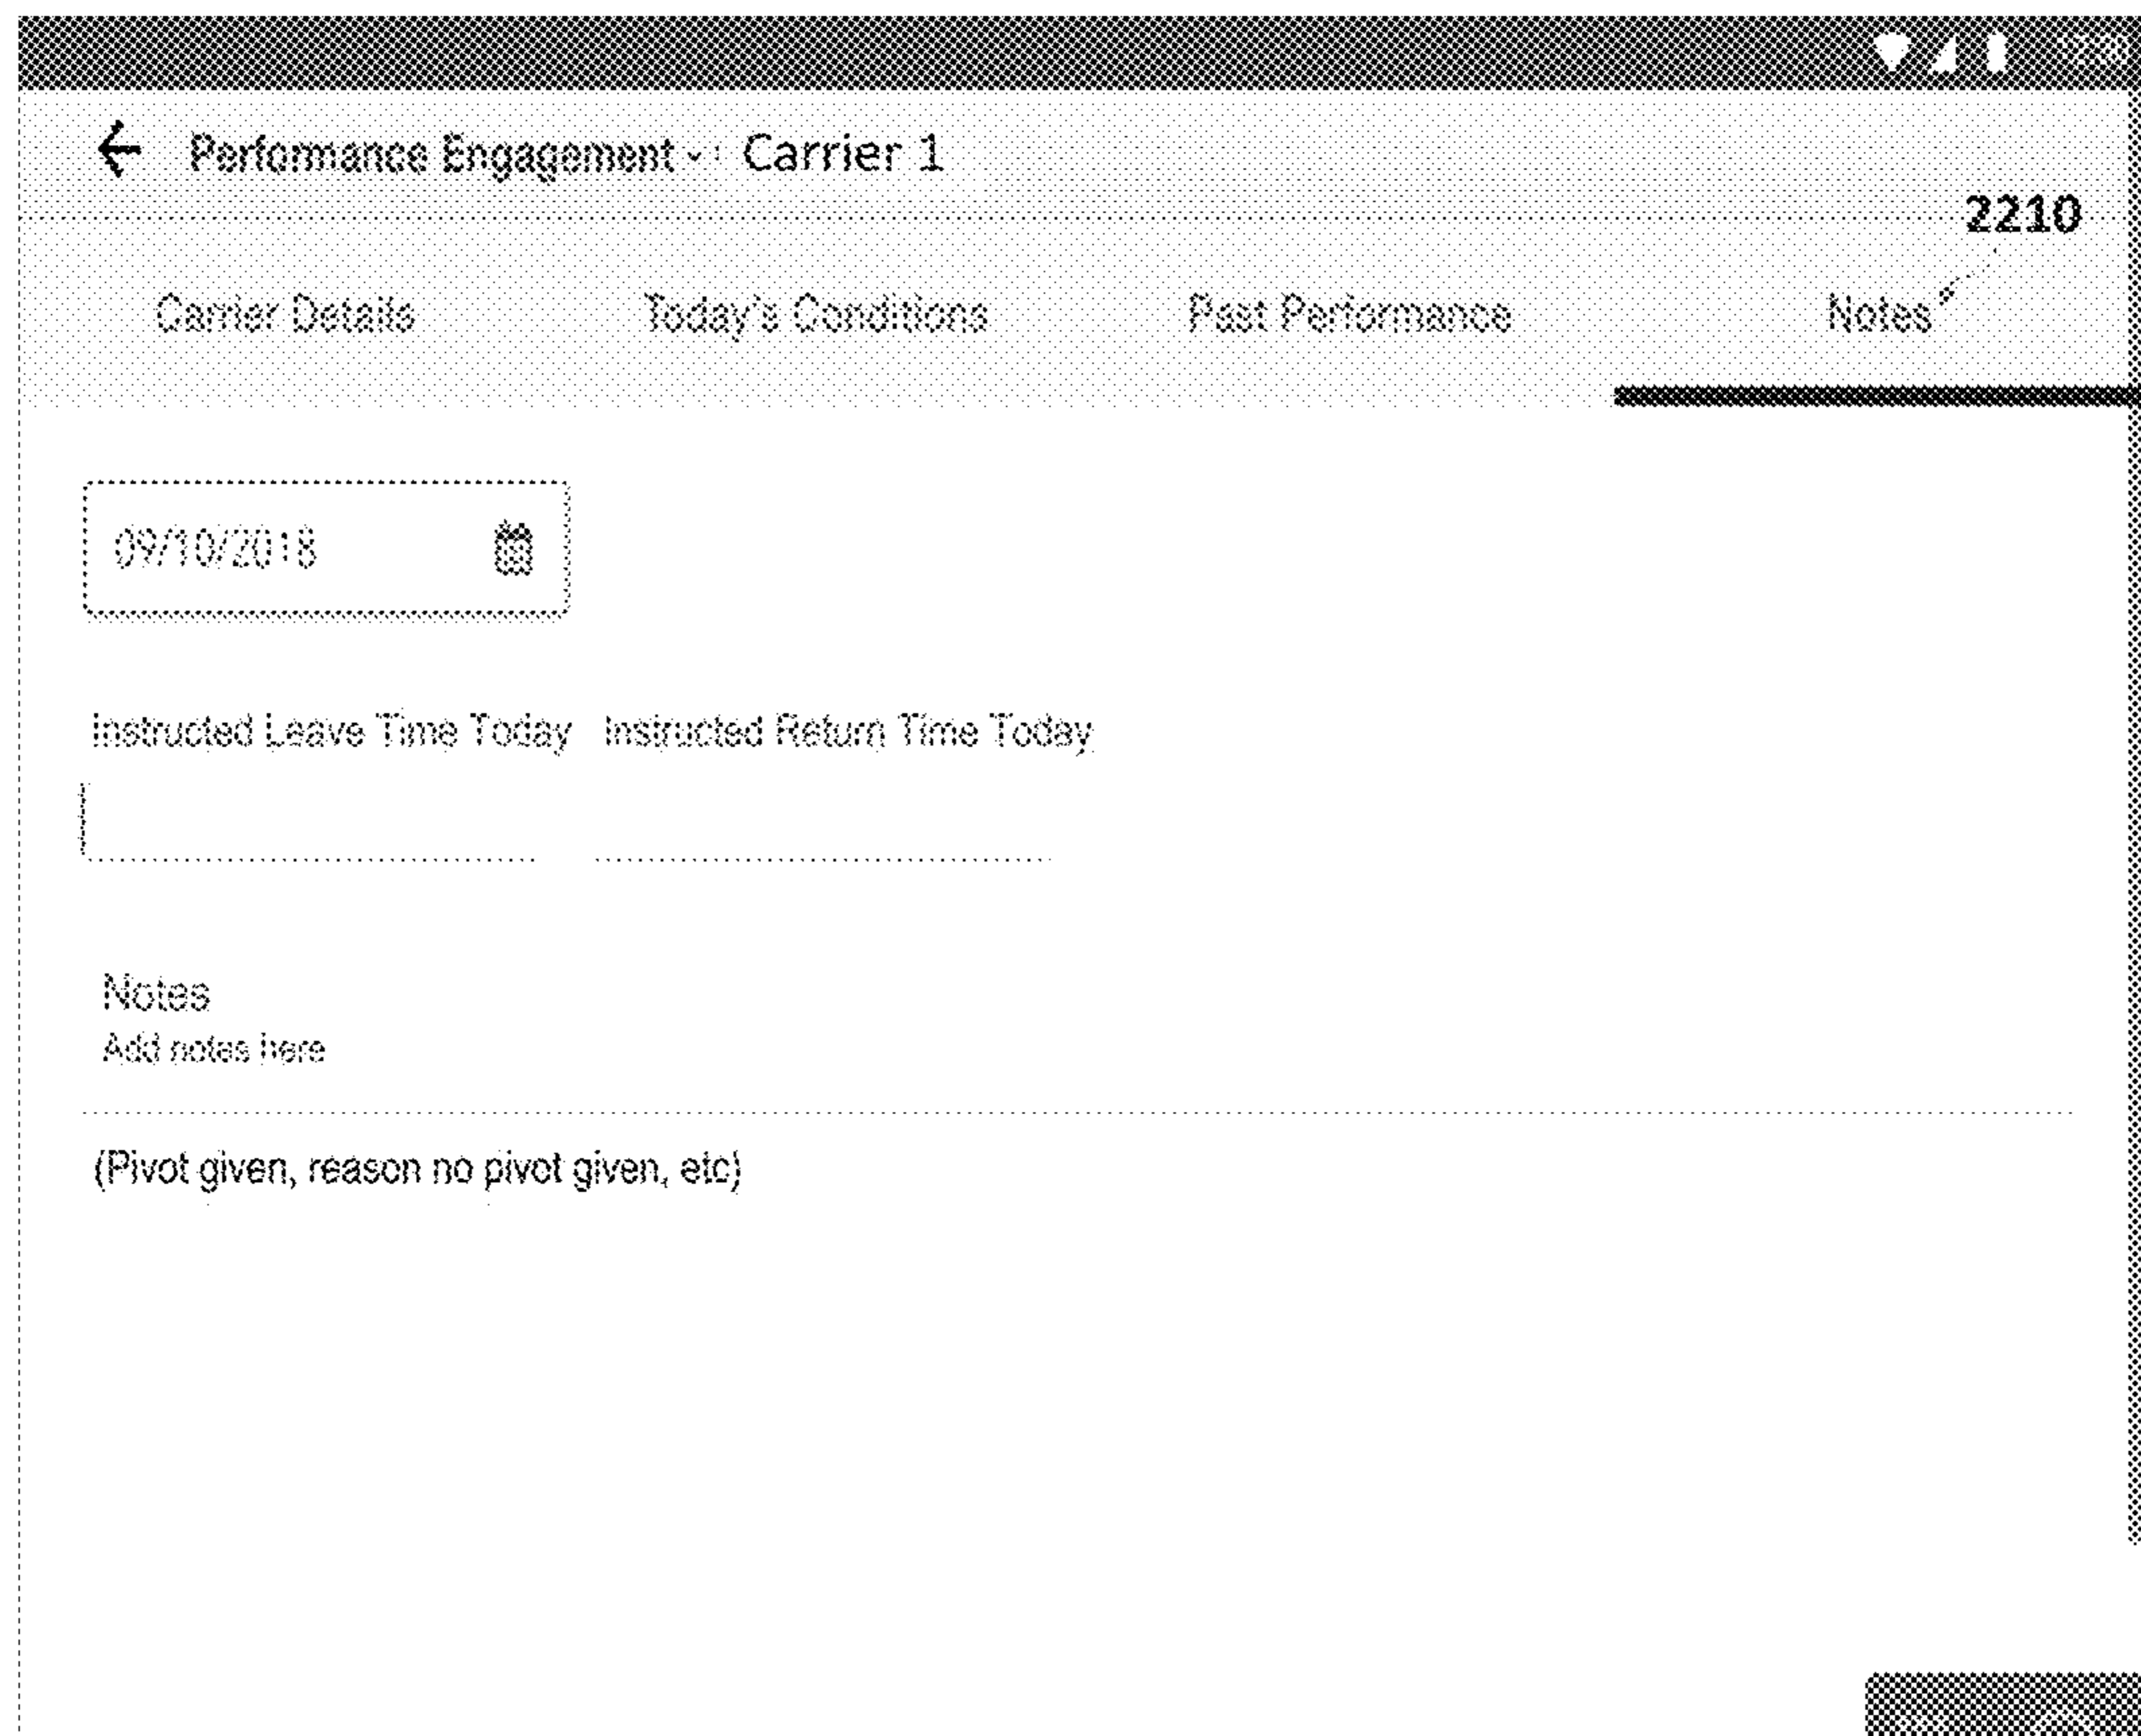 Performance Engagement - Carrier 1
2210
Carrier Details Today's Conditions Past Performance Notes
09/10/2018
Instructed Leave Time Today Instructed Return Time Today
Notes
Add notes here
(Pivot given, reason no pivot given, etc)